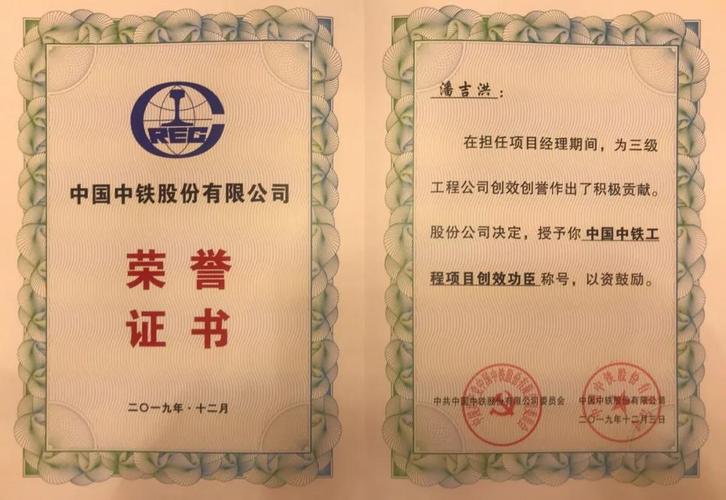 CREG
中国中铁股份有限公司
荣誉
证书
二〇一九年·十二月
潘吉洪：
在担任项目经理期间，为三级
工程公司创效创誉作出了积极贡献。
股份公司决定，授予你中国中铁工
程项目创效功臣称号，以资鼓励。
中共中国中铁股份有限公司委员会
中国中铁股份有限公司
二〇一九年十二月三日